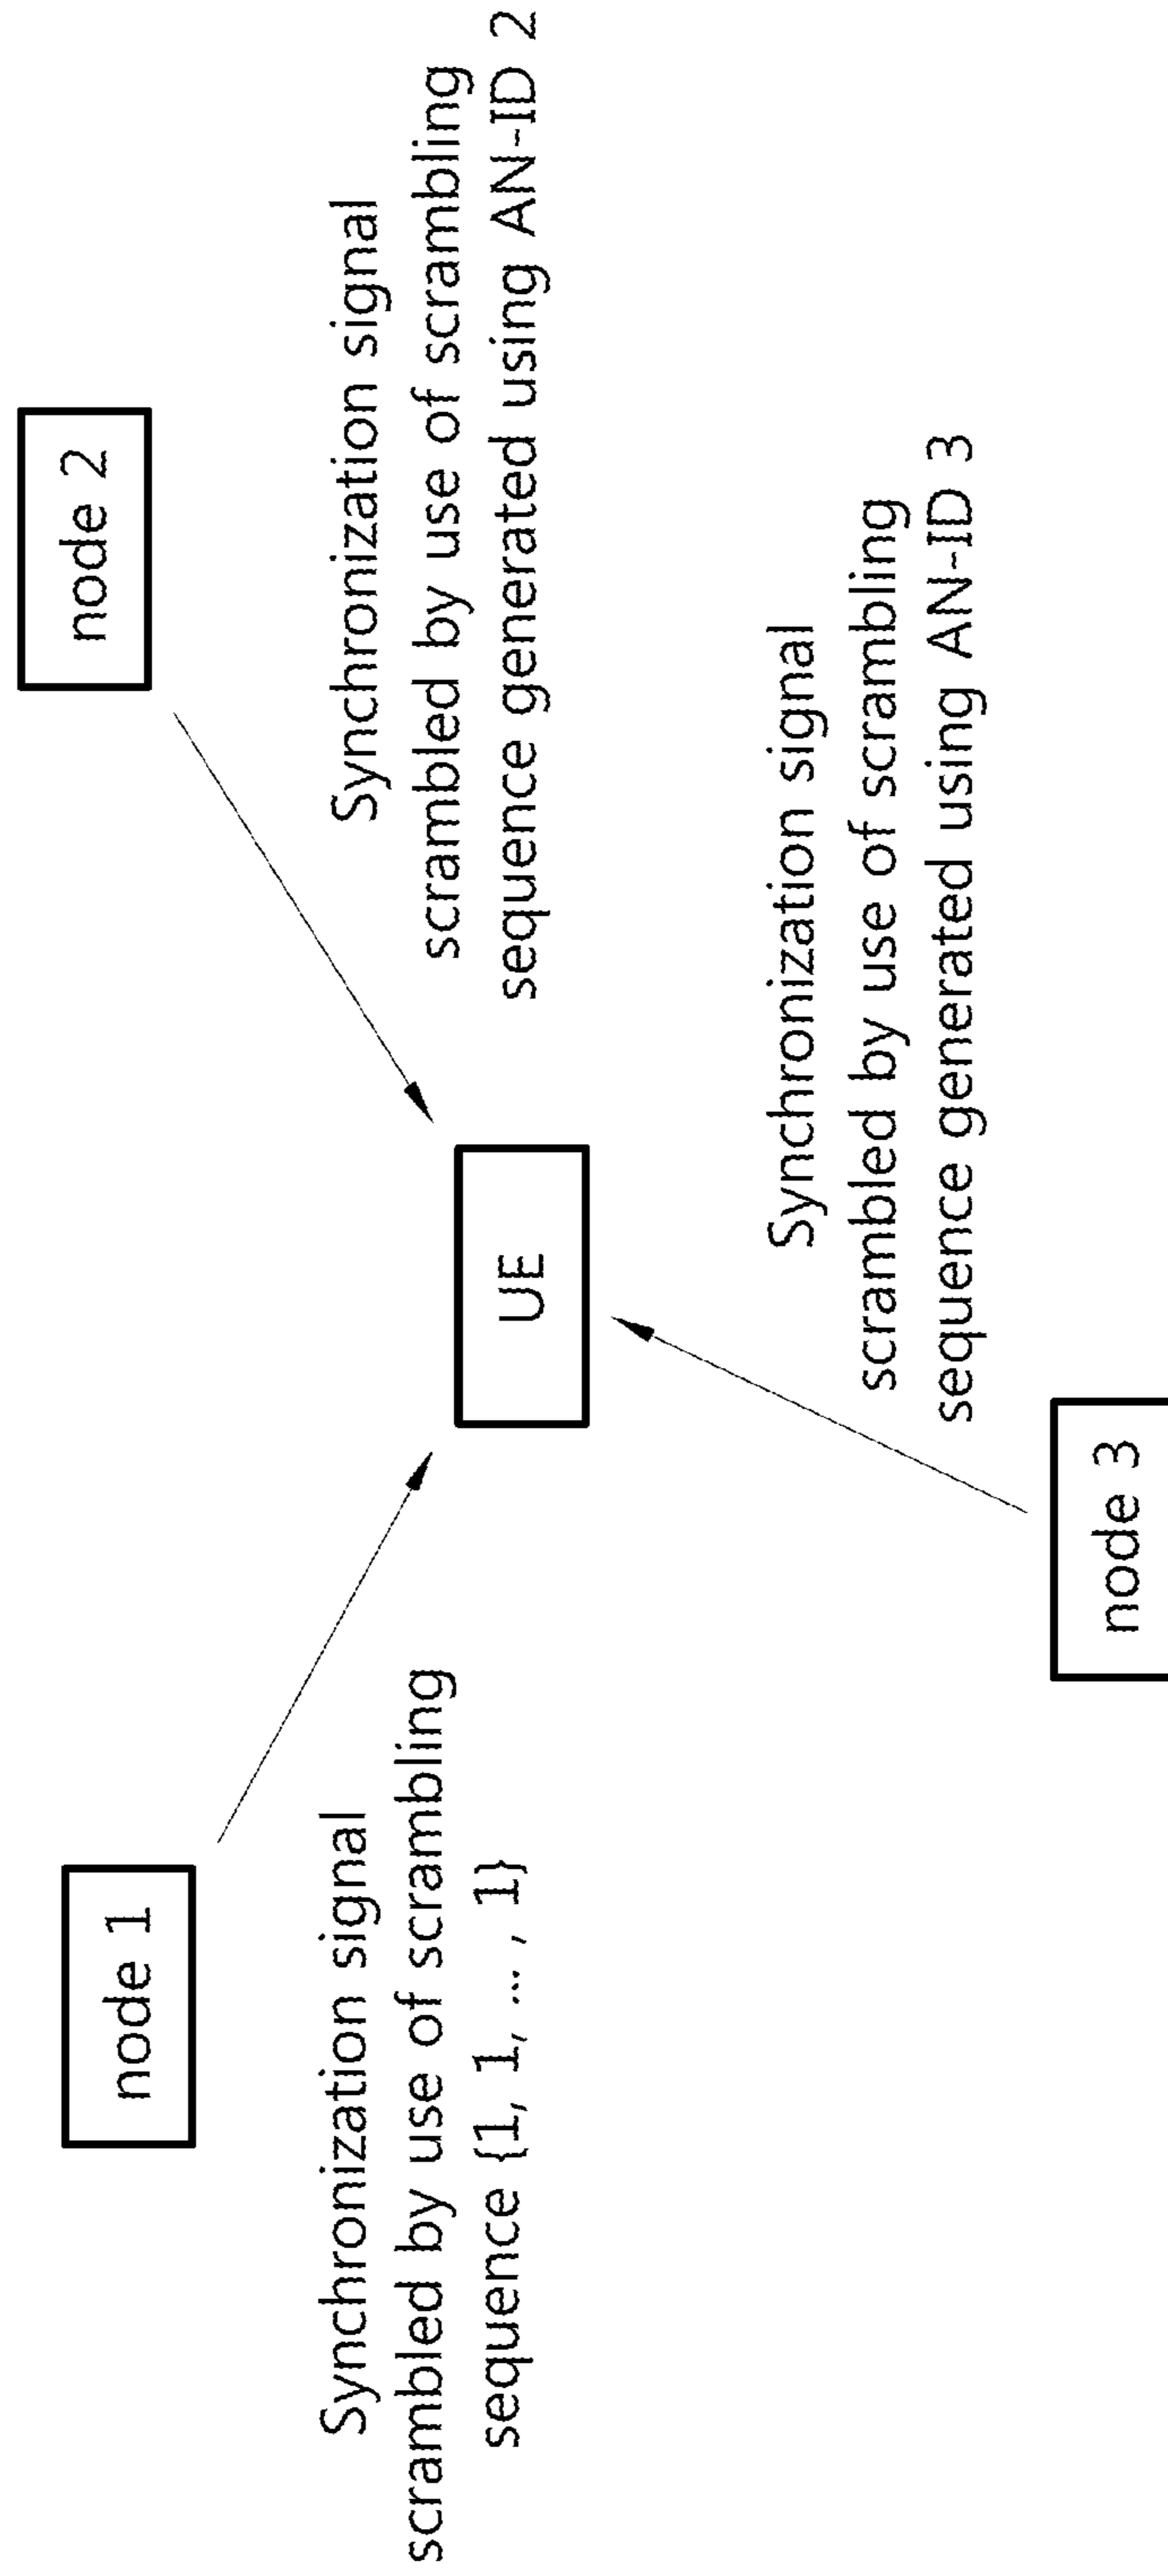 node 1
node 2
Synchronization signal
scrambled by use of scrambling
sequence {1, 1, ... , 1}
UE
Synchronization signal
scrambled by use of scrambling
sequence generated using AN-ID 2
Synchronization signal
scrambled by use of scrambling
sequence generated using AN-ID 3
node 3